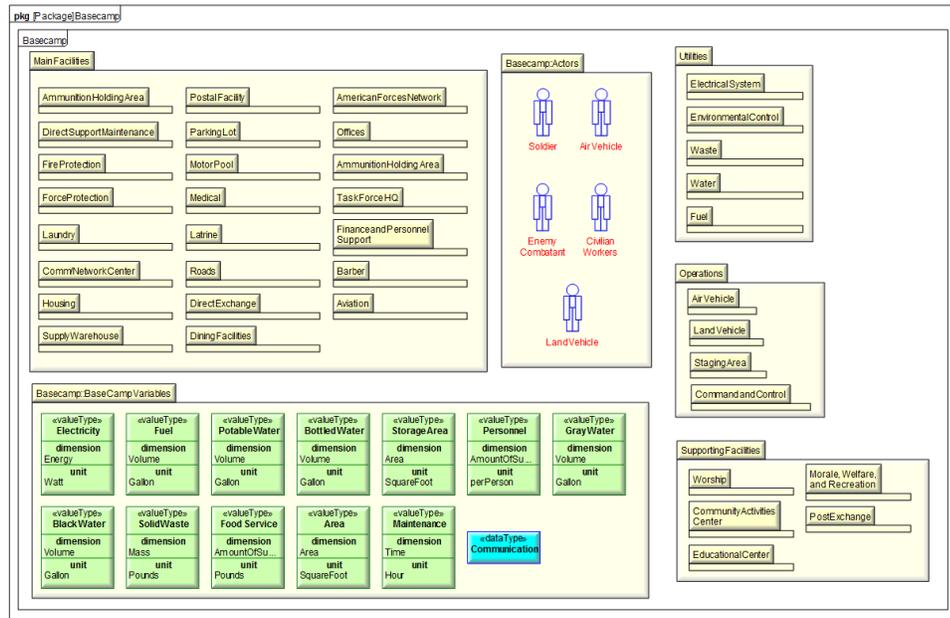 pkg [Package]Basecamp
Basecamp
MainFacilities
AmmunitionHoldingArea
PostalFacility
AmericanForcesNetwork
DirectSupportMaintenance
ParkingLot
Offices
FireProtection
MotorPool
AmmunitionHolding Area
ForceProtection
Medical
TaskForceHQ
Laundry
Latrine
FinanceandPersonnel
Support
CommNetworkCenter
Roads
Barber
Housing
DirectExchange
Aviation
SupplyWarehouse
DiningFacilities
Basecamp:Actors
Soldier
AirVehicle
Enemy
Combatant
Civilian
Workers
LandVehicle
Utilities
ElectricalSystem
EnvironmentalControl
Waste
Water
Fuel
Operations
AirVehicle
LandVehicle
StagingArea
CommandandControl
Basecamp:BaseCampVariables
«valueType»
Electricity
dimension
Energy
unit
Watt
«valueType»
Fuel
dimension
Volume
unit
Gallon
«valueType»
PotableWater
dimension
Volume
unit
Gallon
«valueType»
BottledWater
dimension
Volume
unit
Gallon
«valueType»
StorageArea
dimension
Area
unit
SquareFoot
«valueType»
Personnel
dimension
AmountOfSu...
unit
perPerson
«valueType»
GrayWater
dimension
Volume
unit
Gallon
«valueType»
BlackWater
dimension
Volume
unit
Gallon
«valueType»
SolidWaste
dimension
Mass
unit
Pounds
«valueType»
Food Service
dimension
AmountOfSu...
unit
Pounds
«valueType»
Area
dimension
Area
unit
SquareFoot
«valueType»
Maintenance
dimension
Time
unit
Hour
«dataType»
Communication
SupportingFacilities
Worship
Morale, Welfare,
and Recreation
CommunityActivities
Center
PostExchange
EducationalCenter